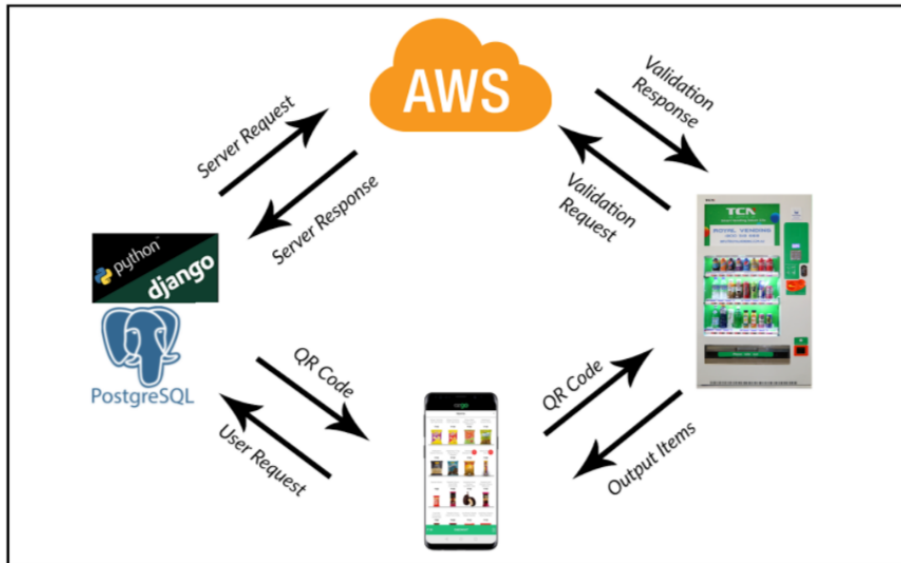 AWS
Server Request
Server Response
Validation
Response
Validation
Request
python
django
PostgreSQL
TCN
QR Code
User Request
QR Code
Output Items